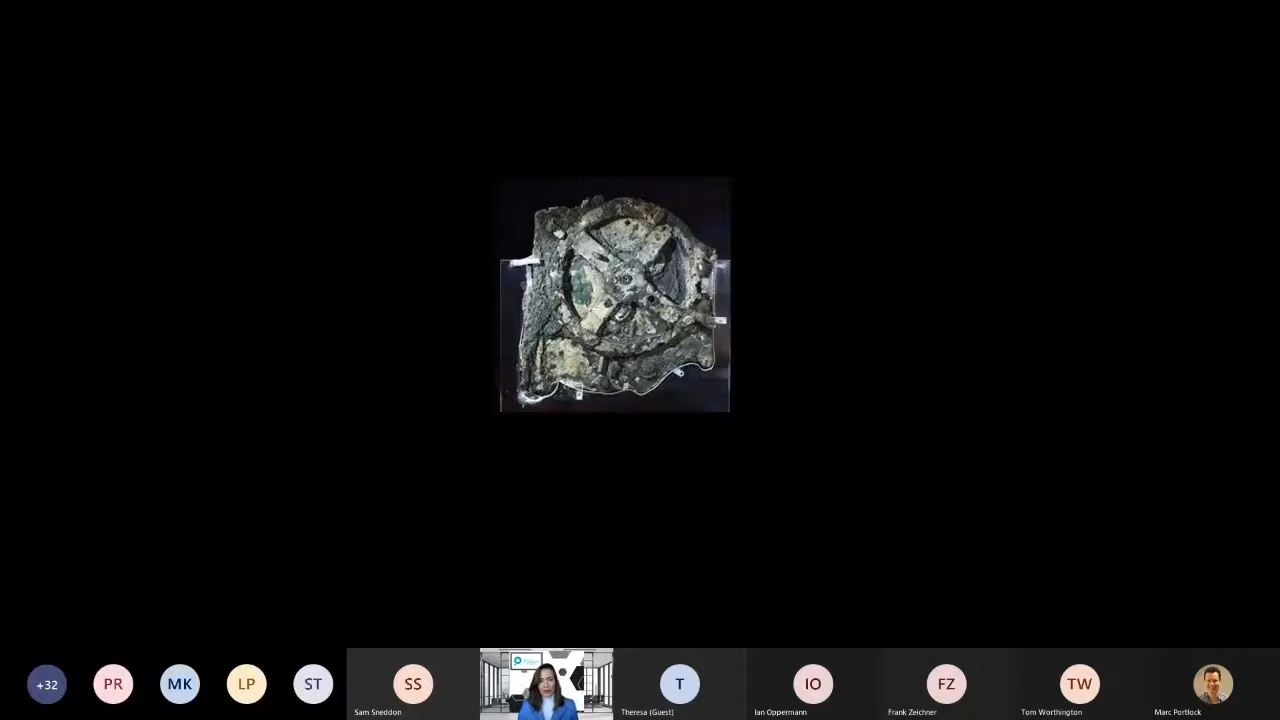 +32
PR
MK
LP
ST
SS
T
IO
FZ
TW
Sam Sneddon
Theresa (Guest)
Ian Oppermann
Frank Zeichner
Tom Worthington
Marc Portlock